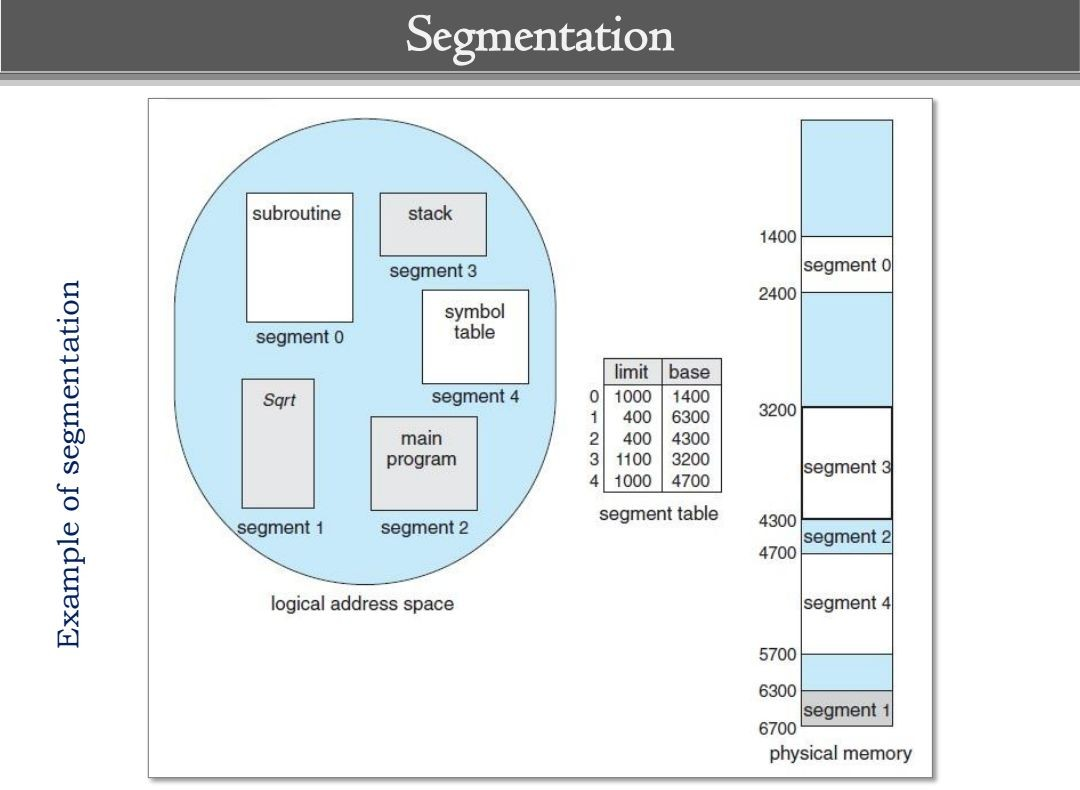 Segmentation
Example of segmentation
subroutine
segment 0
stack
segment 3
symbol
table
segment 4
Sqrt
segment 1
main
program
segment 2
logical address space
limit base
0 1000 1400
1 400 6300
2 400 4300
3 1100 3200
4 1000 4700
segment table
1400
segment 0
2400
3200
segment 3
4300
segment 2
4700
segment 4
5700
6300
segment 1
6700
physical memory